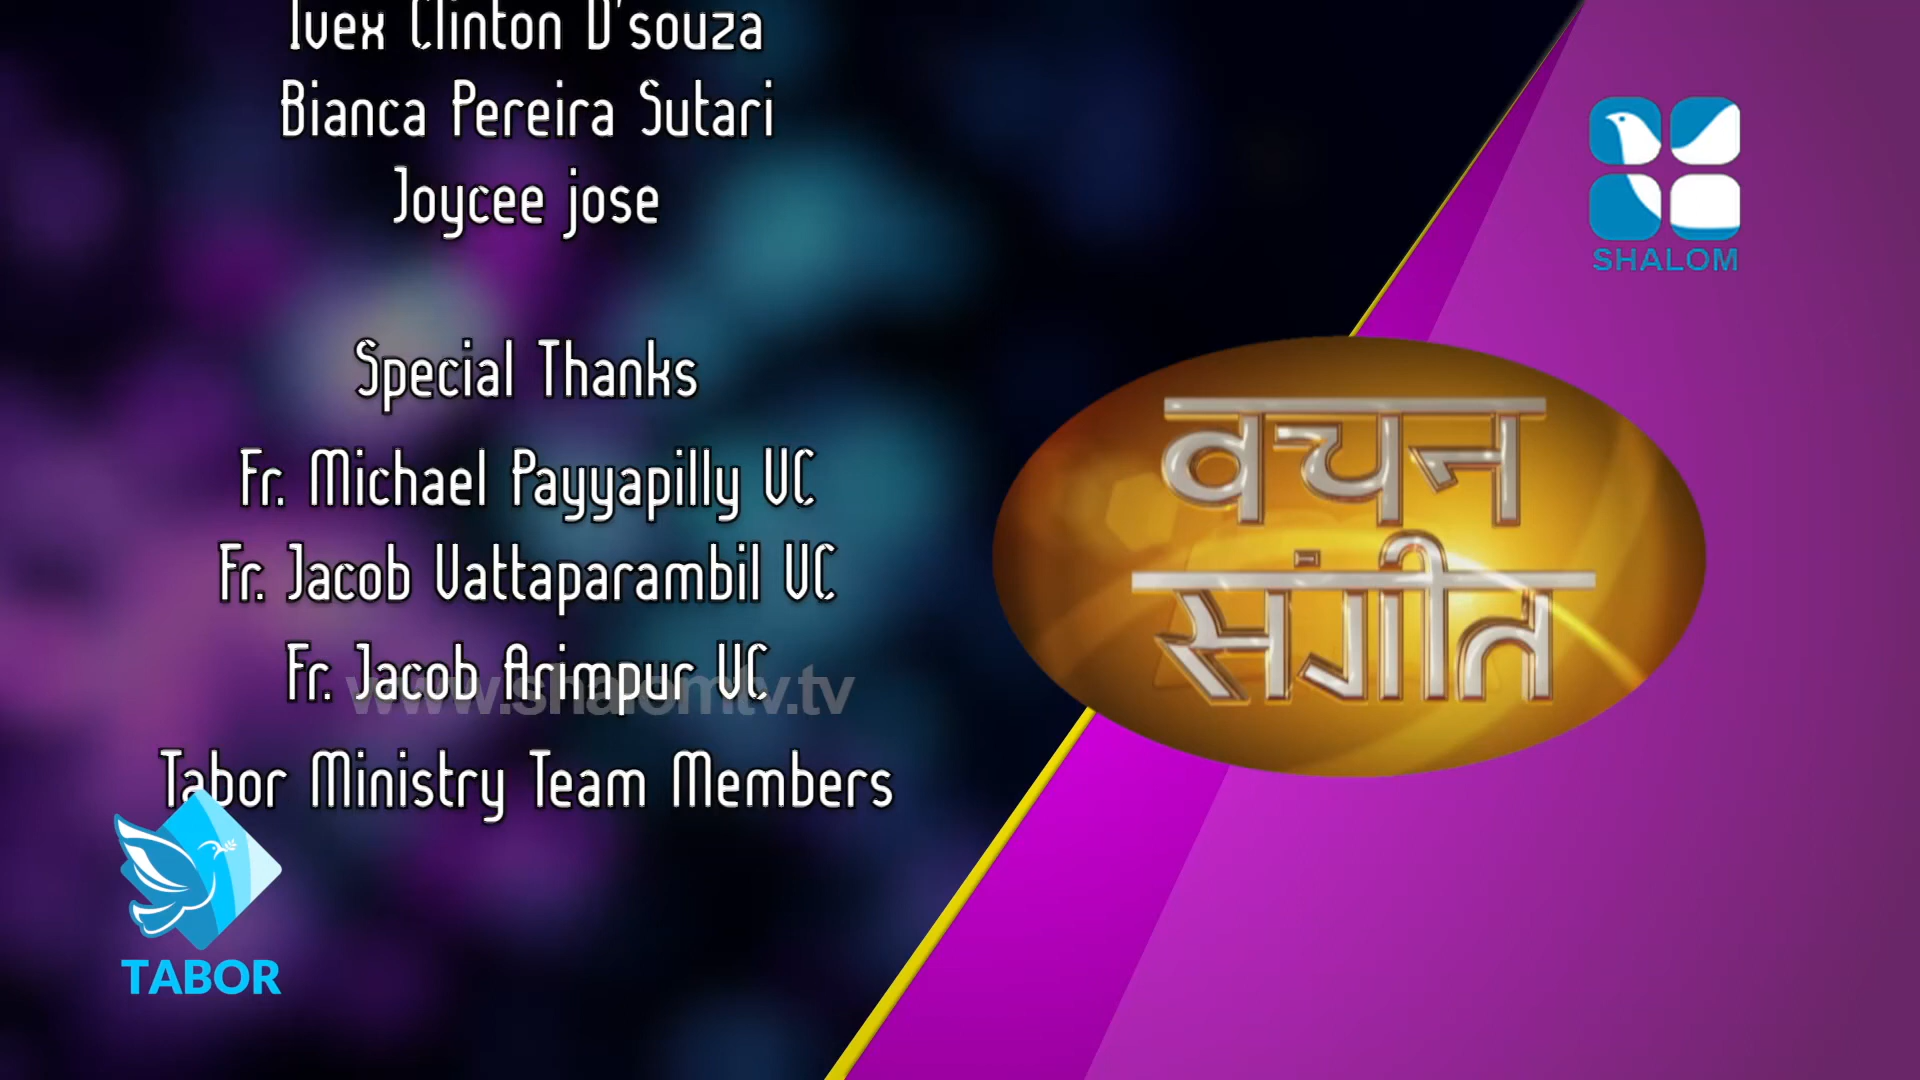 Ivex Clinton D'souza
Bianca Pereira Sutari
Joycee jose
Special Thanks
Fr. Michael Payyapilly VC
Fr. Jacob Vattaparambil VC
Fr. Jacob Arimpur VC
www.shalomtv.tv
Tabor Ministry Team Members
TABOR
SHALOM
वचन
संगीत